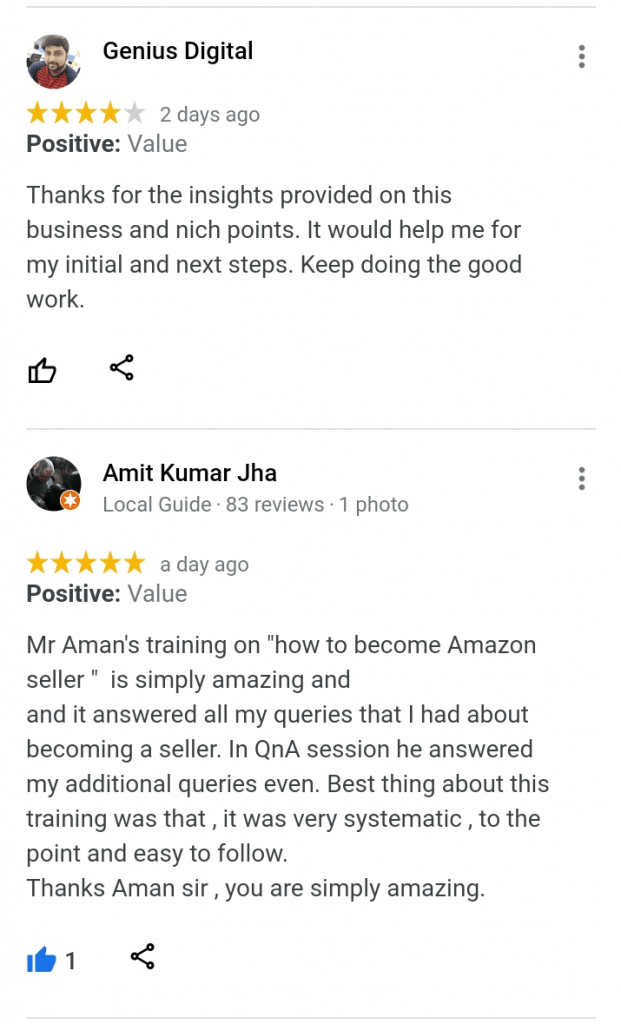 Genius Digital
2 days ago
Positive: Value
Thanks for the insights provided on this
business and nich points. It would help me for
my initial and next steps. Keep doing the good
work.
Amit Kumar Jha
Local Guide · 83 reviews · 1 photo
a day ago
Positive: Value
Mr Aman's training on "how to become Amazon
seller "  is simply amazing and
and it answered all my queries that I had about
becoming a seller. In QnA session he answered
my additional queries even. Best thing about this
training was that , it was very systematic , to the
point and easy to follow.
Thanks Aman sir , you are simply amazing.
1